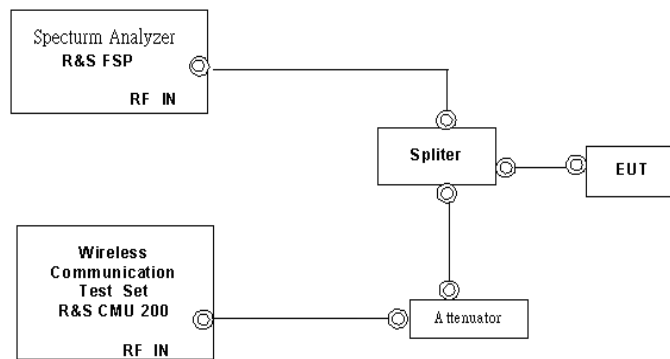 Specturm Analyzer
R&S FSP
RF IN
Spliter
EUT
Wireless
Communication
Test Set
R&S CMU 200
RF IN
Attenuator